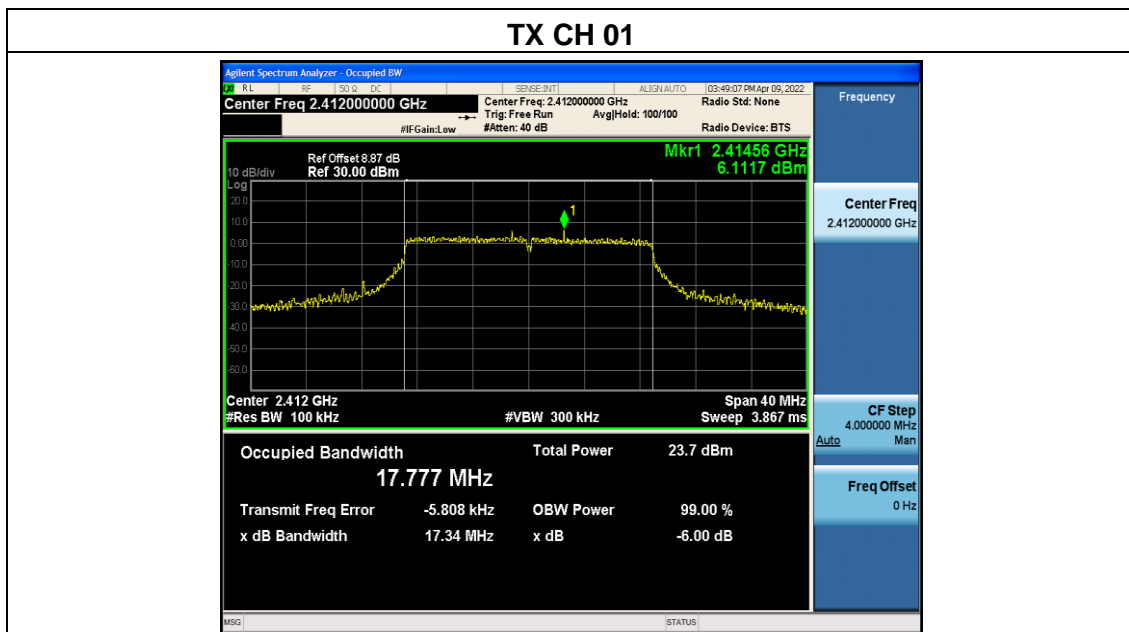 TX CH 01
Agilent Spectrum Analyzer - Occupied BW
RL RF 50 Ω DC SENSE:INT ALIGN AUTO 03:49:07 PM Apr 09, 2022
Center Freq 2.412000000 GHz
Center Freq: 2.412000000 GHz
Radio Std: None
Trig: Free Run Avg|Hold: 100/100
#IFGain:Low #Atten: 40 dB
Radio Device: BTS
Frequency
Ref Offset 8.87 dB
10 dB/div Ref 30.00 dBm
Log
Mkr1 2.41456 GHz
6.1117 dBm
20.0
10.0
0.00
-10.0
-20.0
-30.0
-40.0
-50.0
-60.0
1
Center 2.412 GHz
Span 40 MHz
#Res BW 100 kHz
#VBW 300 kHz
Sweep 3.867 ms
Occupied Bandwidth
17.777 MHz
Total Power 23.7 dBm
Transmit Freq Error -5.808 kHz
OBW Power 99.00 %
x dB Bandwidth 17.34 MHz
x dB -6.00 dB
Center Freq
2.412000000 GHz
CF Step
4.000000 MHz
Auto Man
Freq Offset
0 Hz
MSG
STATUS